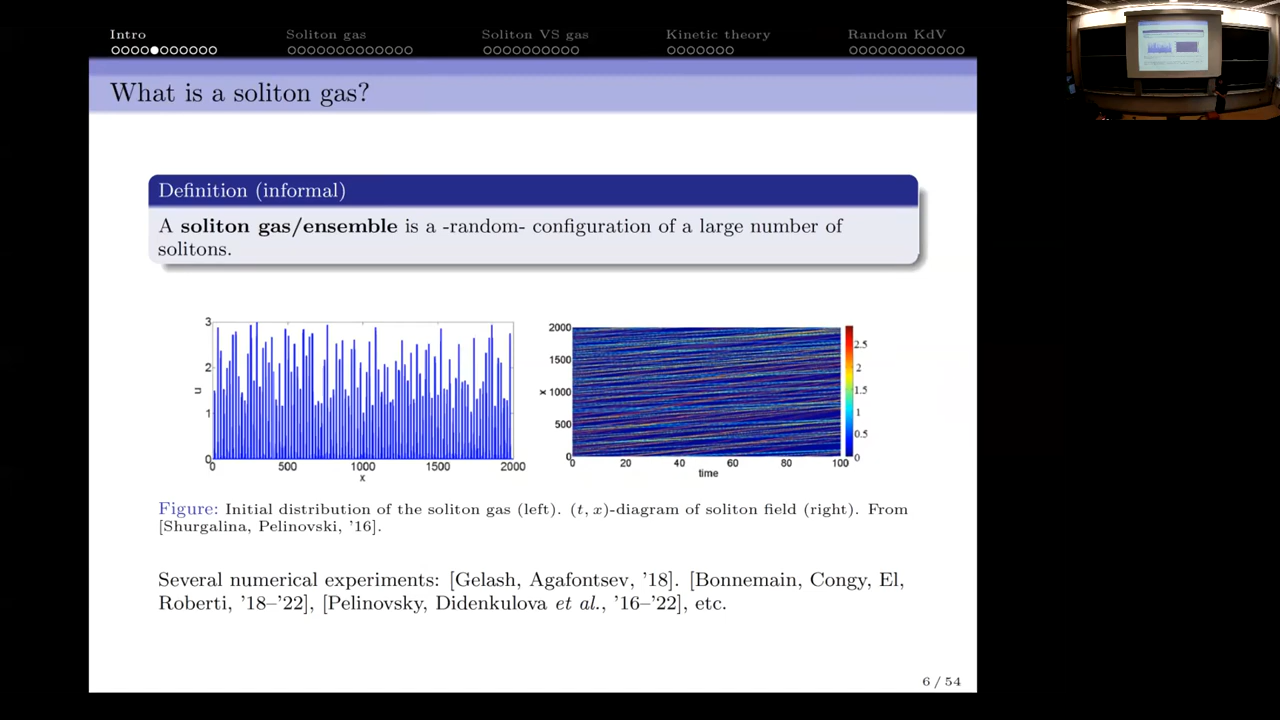 Intro Soliton gas Soliton VS gas Kinetic theory Random KdV
What is a soliton gas?
Definition (informal)
A soliton gas/ensemble is a -random- configuration of a large number of
solitons.
3
2
1
0
u
0 500 1000 1500 2000
x
2000
1500
1000
500
0
x
0 20 40 60 80 100
time
2.5
2
1.5
1
0.5
0
Figure: Initial distribution of the soliton gas (left). (t, x)-diagram of soliton field (right). From
[Shurgalina, Pelinovski, '16].
Several numerical experiments: [Gelash, Agafontsev, '18]. [Bonnemain, Congy, El,
Roberti, '18–'22], [Pelinovsky, Didenkulova et al., '16–'22], etc.
6 / 54